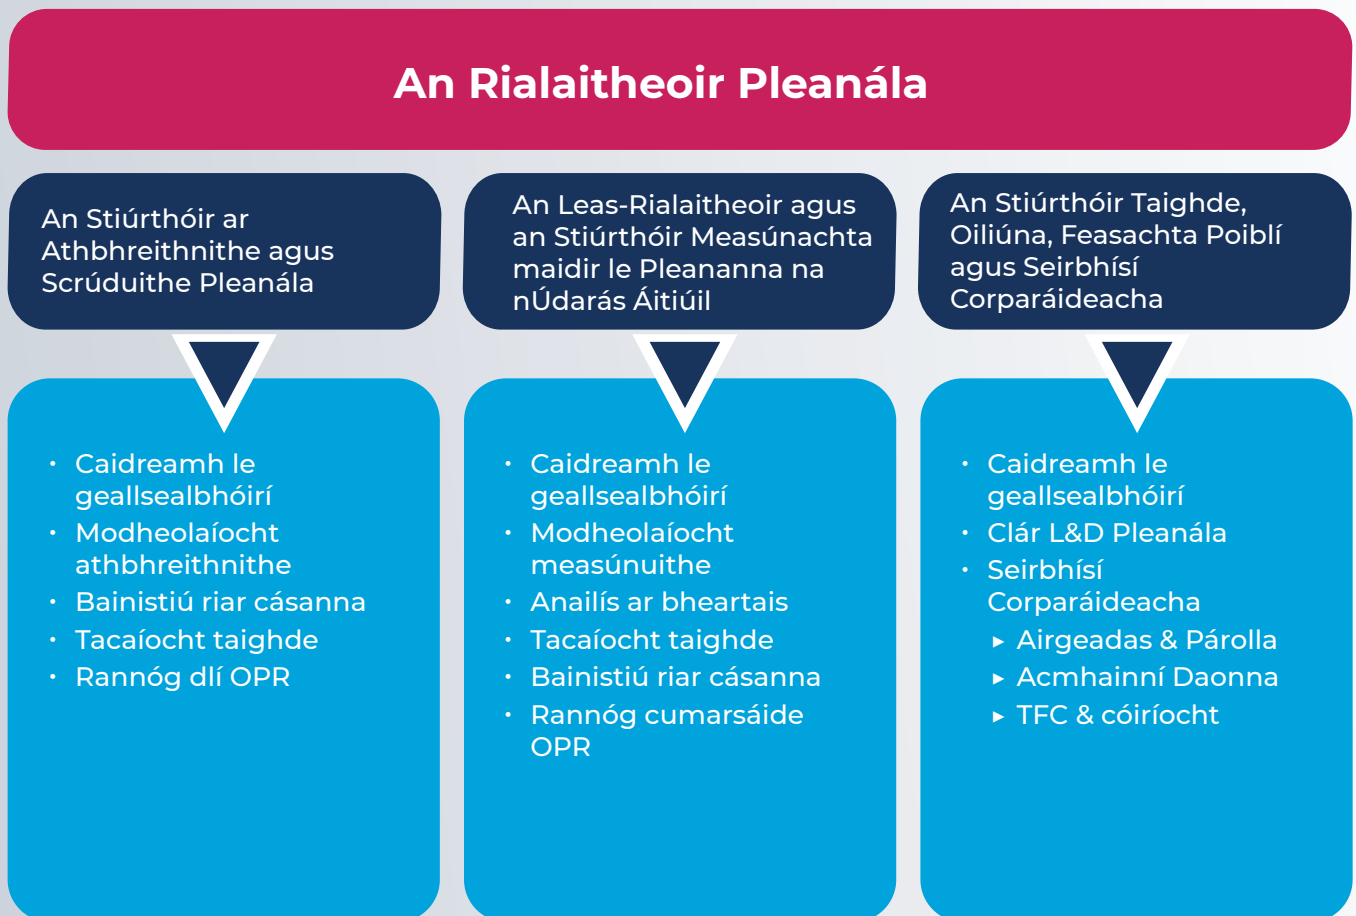 An Rialaitheoir Pleanála
An Stiúrthóir ar
Athbhreithnithe agus
Scrúduithe Pleanála
An Leas-Rialaitheoir agus
an Stiúrthóir Measúnachta
maidir le Pleananna na
nÚdarás Áitiúil
An Stiúrthóir Taighde,
Oiliúna, Feasachta Poiblí
agus Seirbhísí
Corparáideacha
· Caidreamh le
geallsealbhóirí
· Modheolaíocht
athbhreithnithe
· Bainistiú riar cásanna
· Tacaíocht taighde
· Rannóg dlí OPR
· Caidreamh le
geallsealbhóirí
· Modheolaíocht
measúnuithe
· Anailís ar bheartais
· Tacaíocht taighde
· Bainistiú riar cásanna
· Rannóg cumarsáide
OPR
· Caidreamh le
geallsealbhóirí
· Clár L&D Pleanála
· Seirbhísí
Corparáideacha
▸ Airgeadas & Párolla
▸ Acmhainní Daonna
▸ TFC & cóiríocht